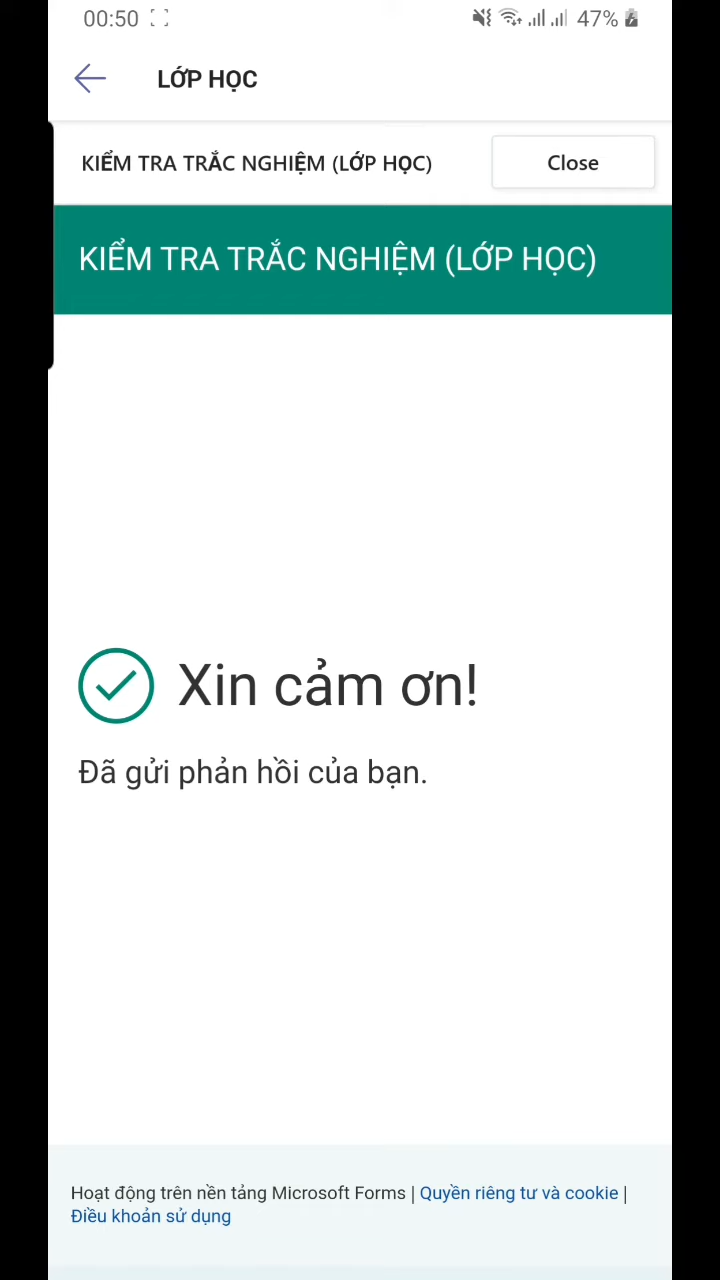 00:50 47%
LỚP HỌC
KIỂM TRA TRẮC NGHIỆM (LỚP HỌC) Close
KIỂM TRA TRẮC NGHIỆM (LỚP HỌC)
Xin cảm ơn!
Đã gửi phản hồi của bạn.
Hoạt động trên nền tảng Microsoft Forms | Quyền riêng tư và cookie |
Điều khoản sử dụng